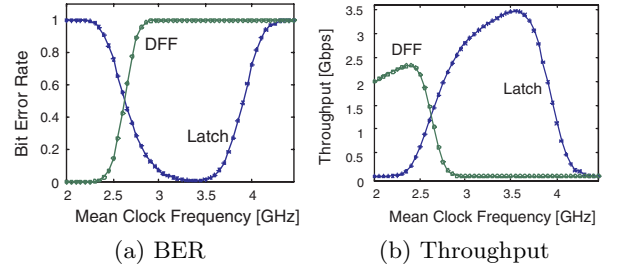 Bit Error Rate
1
0.8
0.6
0.4
0.2
0
2
2.5
3
3.5
4
DFF
Latch
Mean Clock Frequency [GHz]
(a) BER
Throughput [Gbps]
3.5
3
2.5
2
1.5
1
0.5
0
2
2.5
3
3.5
4
DFF
Latch
Mean Clock Frequency [GHz]
(b) Throughput